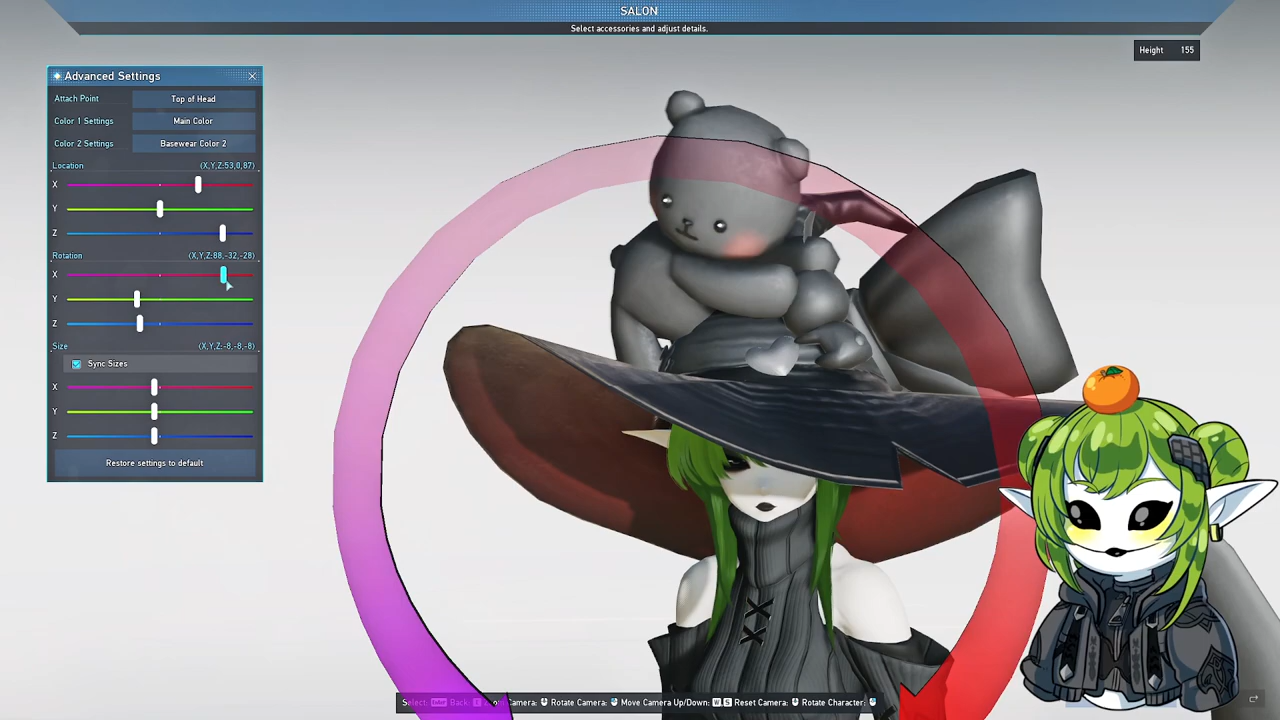 SALON
Select accessories and adjust details.
Height 155
Advanced Settings
Attach Point Top of Head
Color 1 Settings Main Color
Color 2 Settings Basewear Color 2
Location (X,Y,Z:53,0,87)
X
Y
Z
Rotation (X,Y,Z:88,-32,-28)
X
Y
Z
Size (X,Y,Z:-8,-8,-8)
Sync Sizes
X
Y
Z
Restore settings to default
Select: Back: Camera: Rotate Camera: Move Camera Up/Down: W,S Reset Camera: Rotate Character: